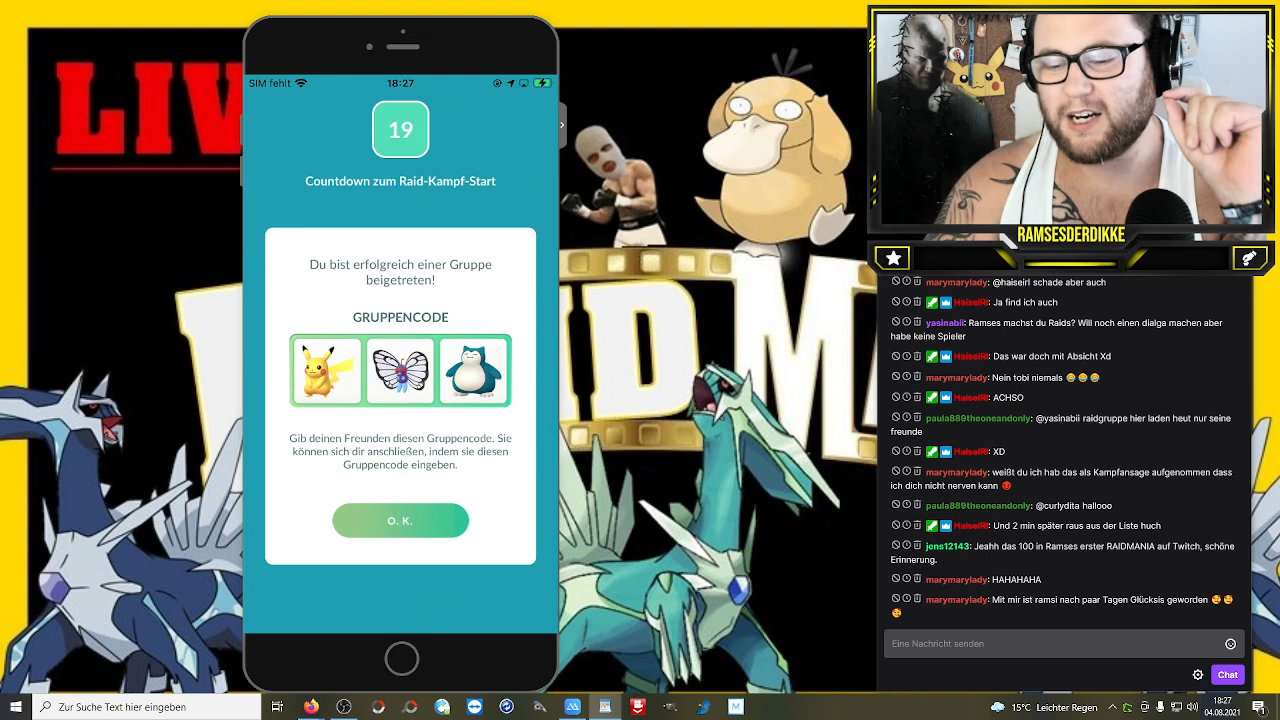 LIV
SIM fehlt
18:27
19
Countdown zum Raid-Kampf-Start
Du bist erfolgreich einer Gruppe
beigetreten!
GRUPPENCODE
Gib deinen Freunden diesen Gruppencode. Sie
können sich dir anschließen, indem sie diesen
Gruppencode eingeben.
O. K.
RAMSESDERDIKKE
marymarylady: @haiseirl schade aber auch
HaiseIRl: Ja find ich auch
yasinabii: Ramses machst du Raids? Will noch einen dialga machen aber
habe keine Spieler
HaiseIRl: Das war doch mit Absicht Xd
marymarylady: Nein tobi niemals 😂 😂 😂
HaiseIRl: ACHSO
paula889theoneandonly: @yasinabii raidgruppe hier laden heut nur seine
freunde
HaiseIRl: XD
marymarylady: weißt du ich hab das als Kampfansage aufgenommen dass
ich dich nicht nerven kann
paula889theoneandonly: @curlydita hallooo
HaiseIRl: Und 2 min später raus aus der Liste huch
jens12143: Jeahh das 100 in Ramses erster RAIDMANIA auf Twitch, schöne
Erinnerung.
marymarylady: HAHAHAHA
marymarylady: Mit mir ist ramsi nach paar Tagen Glücksis geworden 🥰 🥰
🥰
Eine Nachricht senden
Chat
Zur Suche Text hier eingeben
18:27
04.08.2021